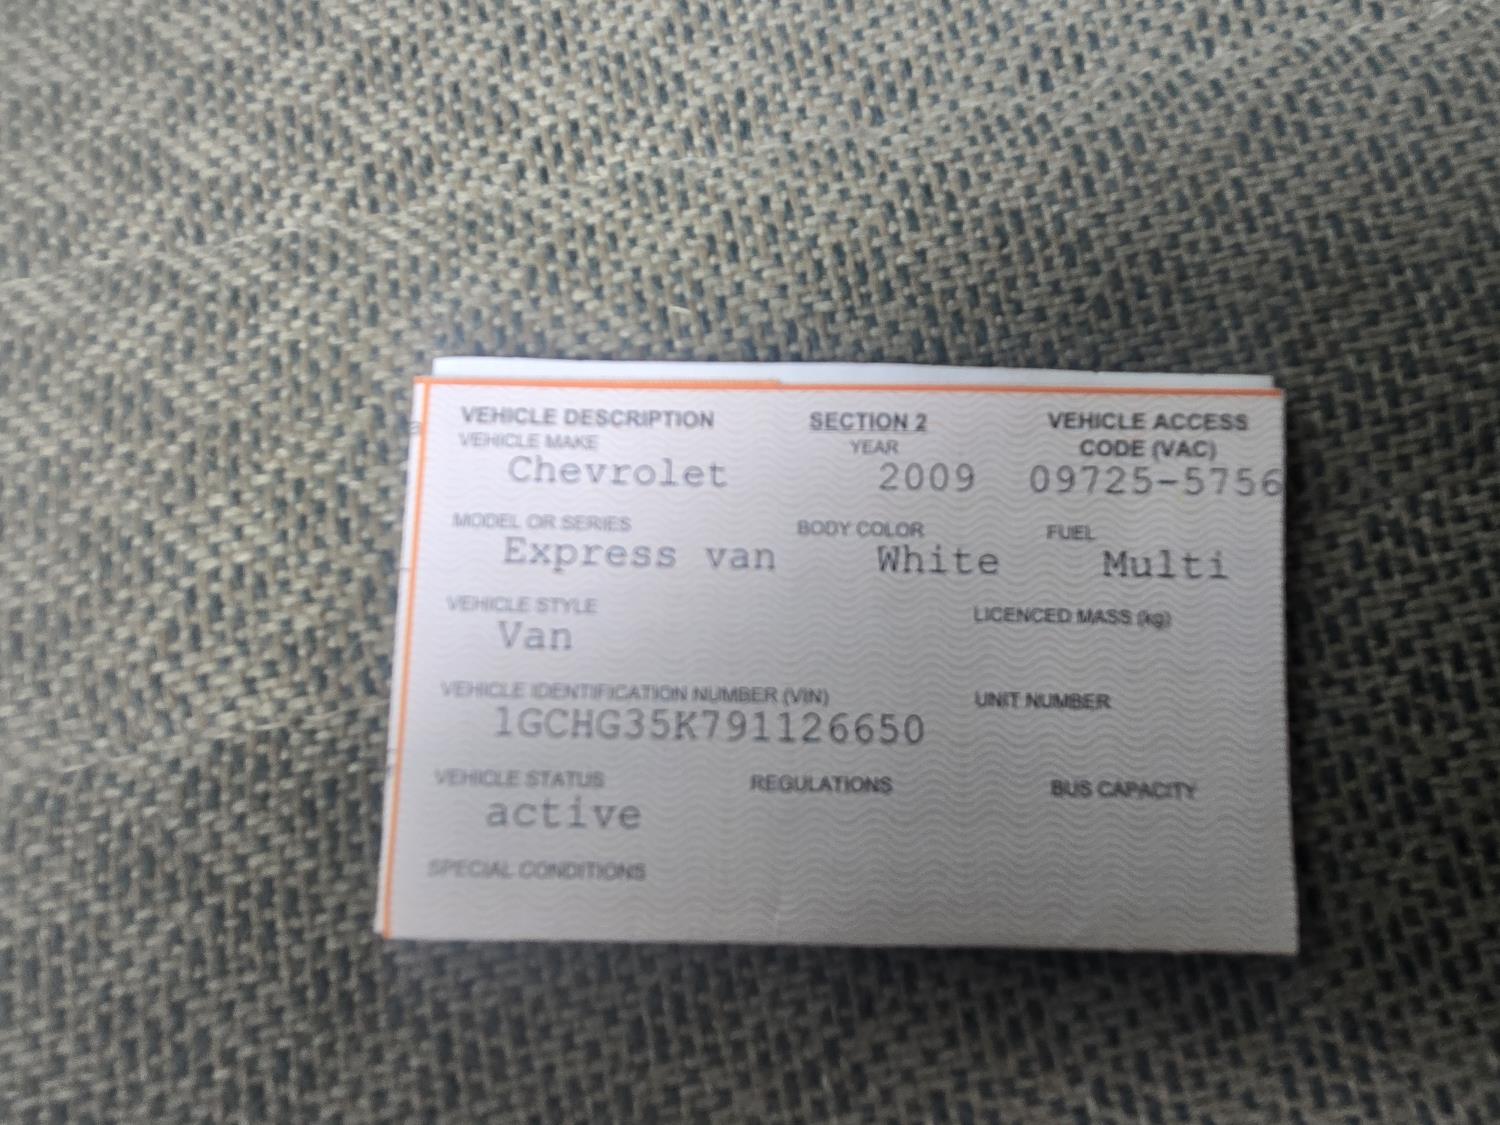 VEHICLE DESCRIPTION SECTION 2 VEHICLE ACCESS
VEHICLE MAKE YEAR CODE (VAC)
Chevrolet 2009 09725-5756
MODEL OR SERIES BODY COLOR FUEL
Express van White Multi
VEHICLE STYLE LICENCED MASS (kg)
Van
VEHICLE IDENTIFICATION NUMBER (VIN) UNIT NUMBER
1GCHG35K791126650
VEHICLE STATUS REGULATIONS BUS CAPACITY
active
SPECIAL CONDITIONS